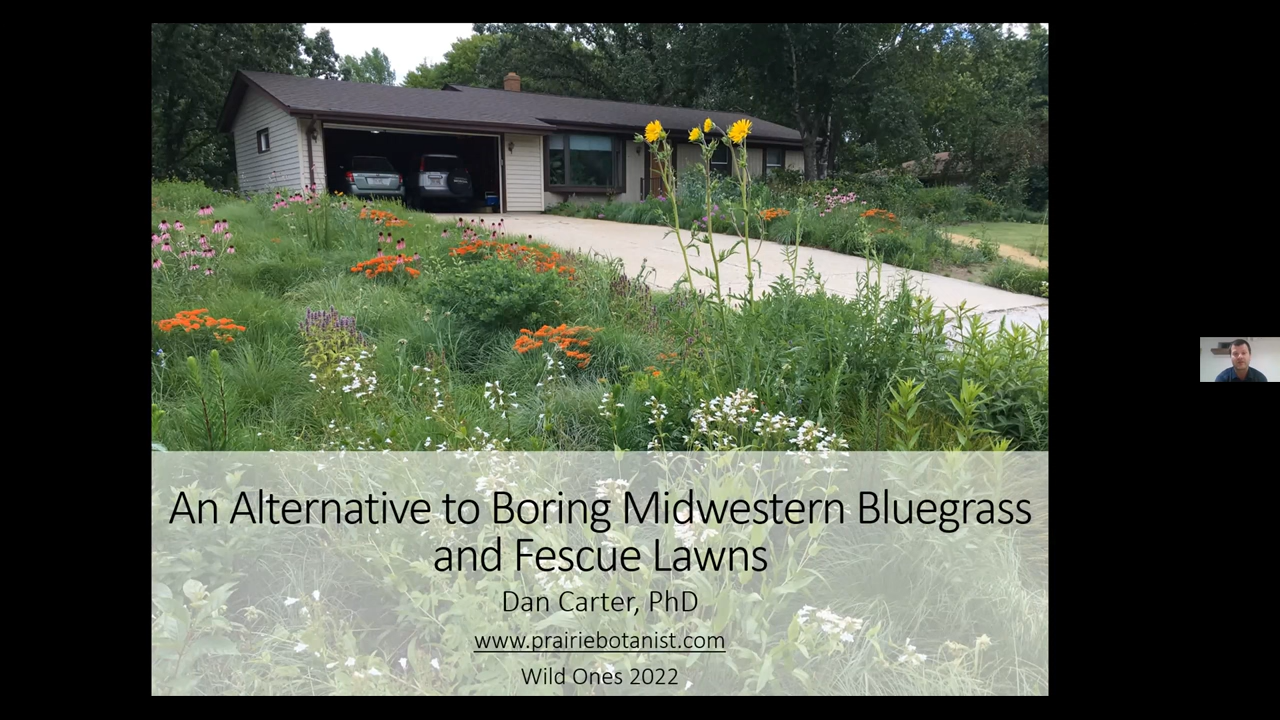 An Alternative to Boring Midwestern Bluegrass
and Fescue Lawns
Dan Carter, PhD
www.prairiebotanist.com
Wild Ones 2022